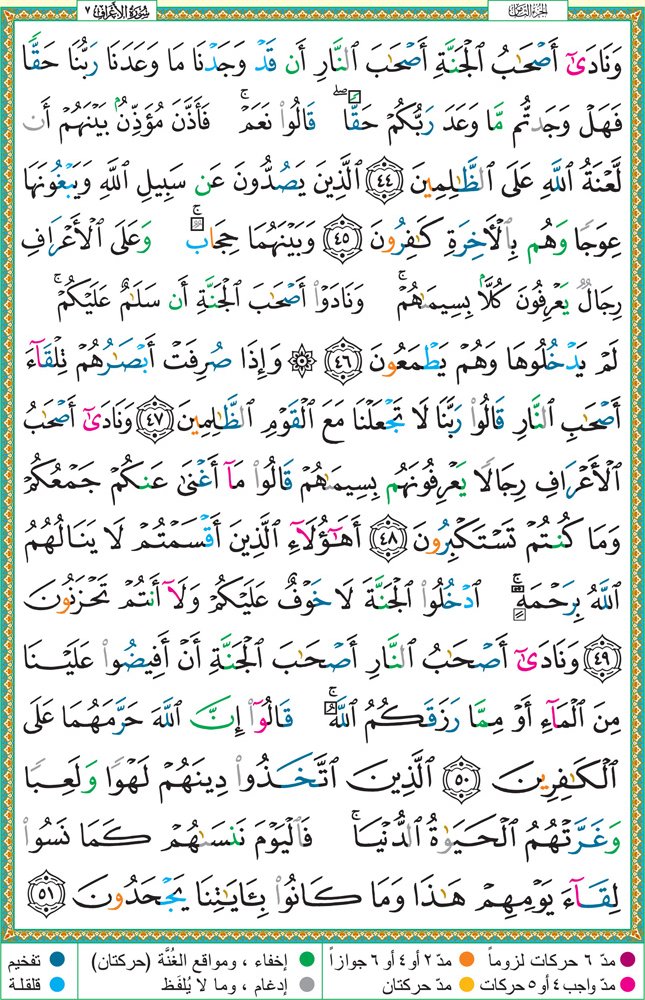 سورة الأعراف ٧
الجزء الثامن
وَنَادَىٰٓ أَصْحَٰبُ ٱلْجَنَّةِ أَصْحَٰبَ ٱلنَّارِ أَن قَدْ وَجَدْنَا مَا وَعَدَنَا رَبُّنَا حَقًّا
فَهَلْ وَجَدتُّم مَّا وَعَدَ رَبُّكُمْ حَقًّا ۖ قَالُوا۟ نَعَمْ ۚ فَأَذَّنَ مُؤَذِّنٌۢ بَيْنَهُمْ أَن
لَّعْنَةُ ٱللَّهِ عَلَى ٱلظَّٰلِمِينَ ٤٤ ٱلَّذِينَ يَصُدُّونَ عَن سَبِيلِ ٱللَّهِ وَيَبْغُونَهَا
عِوَجًا وَهُم بِٱلْءَاخِرَةِ كَٰفِرُونَ ٤٥ وَبَيْنَهُمَا حِجَابٌ ۚ وَعَلَى ٱلْأَعْرَافِ
رِجَالٌ يَعْرِفُونَ كُلًّۢا بِسِيمَىٰهُمْ ۚ وَنَادَوْا۟ أَصْحَٰبَ ٱلْجَنَّةِ أَن سَلَٰمٌ عَلَيْكُمْ ۚ
لَمْ يَدْخُلُوهَا وَهُمْ يَطْمَعُونَ ٤٦ ۞ وَإِذَا صُرِفَتْ أَبْصَٰرُهُمْ تِلْقَآءَ
أَصْحَٰبِ ٱلنَّارِ قَالُوا۟ رَبَّنَا لَا تَجْعَلْنَا مَعَ ٱلْقَوْمِ ٱلظَّٰلِمِينَ ٤٧ وَنَادَىٰٓ أَصْحَٰبُ
ٱلْأَعْرَافِ رِجَالًا يَعْرِفُونَهُم بِسِيمَىٰهُمْ قَالُوا۟ مَآ أَغْنَىٰ عَنكُمْ جَمْعُكُمْ
وَمَا كُنتُمْ تَسْتَكْبِرُونَ ٤٨ أَهَٰٓؤُلَآءِ ٱلَّذِينَ أَقْسَمْتُمْ لَا يَنَالُهُمُ
ٱللَّهُ بِرَحْمَةٍ ۚ ٱدْخُلُوا۟ ٱلْجَنَّةَ لَا خَوْفٌ عَلَيْكُمْ وَلَآ أَنتُمْ تَحْزَنُونَ
٤٩ وَنَادَىٰٓ أَصْحَٰبُ ٱلنَّارِ أَصْحَٰبَ ٱلْجَنَّةِ أَنْ أَفِيضُوا۟ عَلَيْنَا
مِنَ ٱلْمَآءِ أَوْ مِمَّا رَزَقَكُمُ ٱللَّهُ ۚ قَالُوٓا۟ إِنَّ ٱللَّهَ حَرَّمَهُمَا عَلَى
ٱلْكَٰفِرِينَ ٥٠ ٱلَّذِينَ ٱتَّخَذُوا۟ دِينَهُمْ لَهْوًا وَلَعِبًا
وَغَرَّتْهُمُ ٱلْحَيَوٰةُ ٱلدُّنْيَا ۚ فَٱلْيَوْمَ نَنسَىٰهُمْ كَمَا نَسُوا۟
لِقَآءَ يَوْمِهِمْ هَٰذَا وَمَا كَانُوا۟ بِـَٔايَٰتِنَا يَجْحَدُونَ ٥١
مدّ ٦ حركات لزوماً
مدّ ٢ أو ٤ أو ٦ جوازاً
إخفاء ، ومواقع الغُنَّة (حركتان)
تفخيم
مدّ واجب ٤ أو ٥ حركات
مدّ حركتان
إدغام ، وما لا يُلفَظ
قلقلة